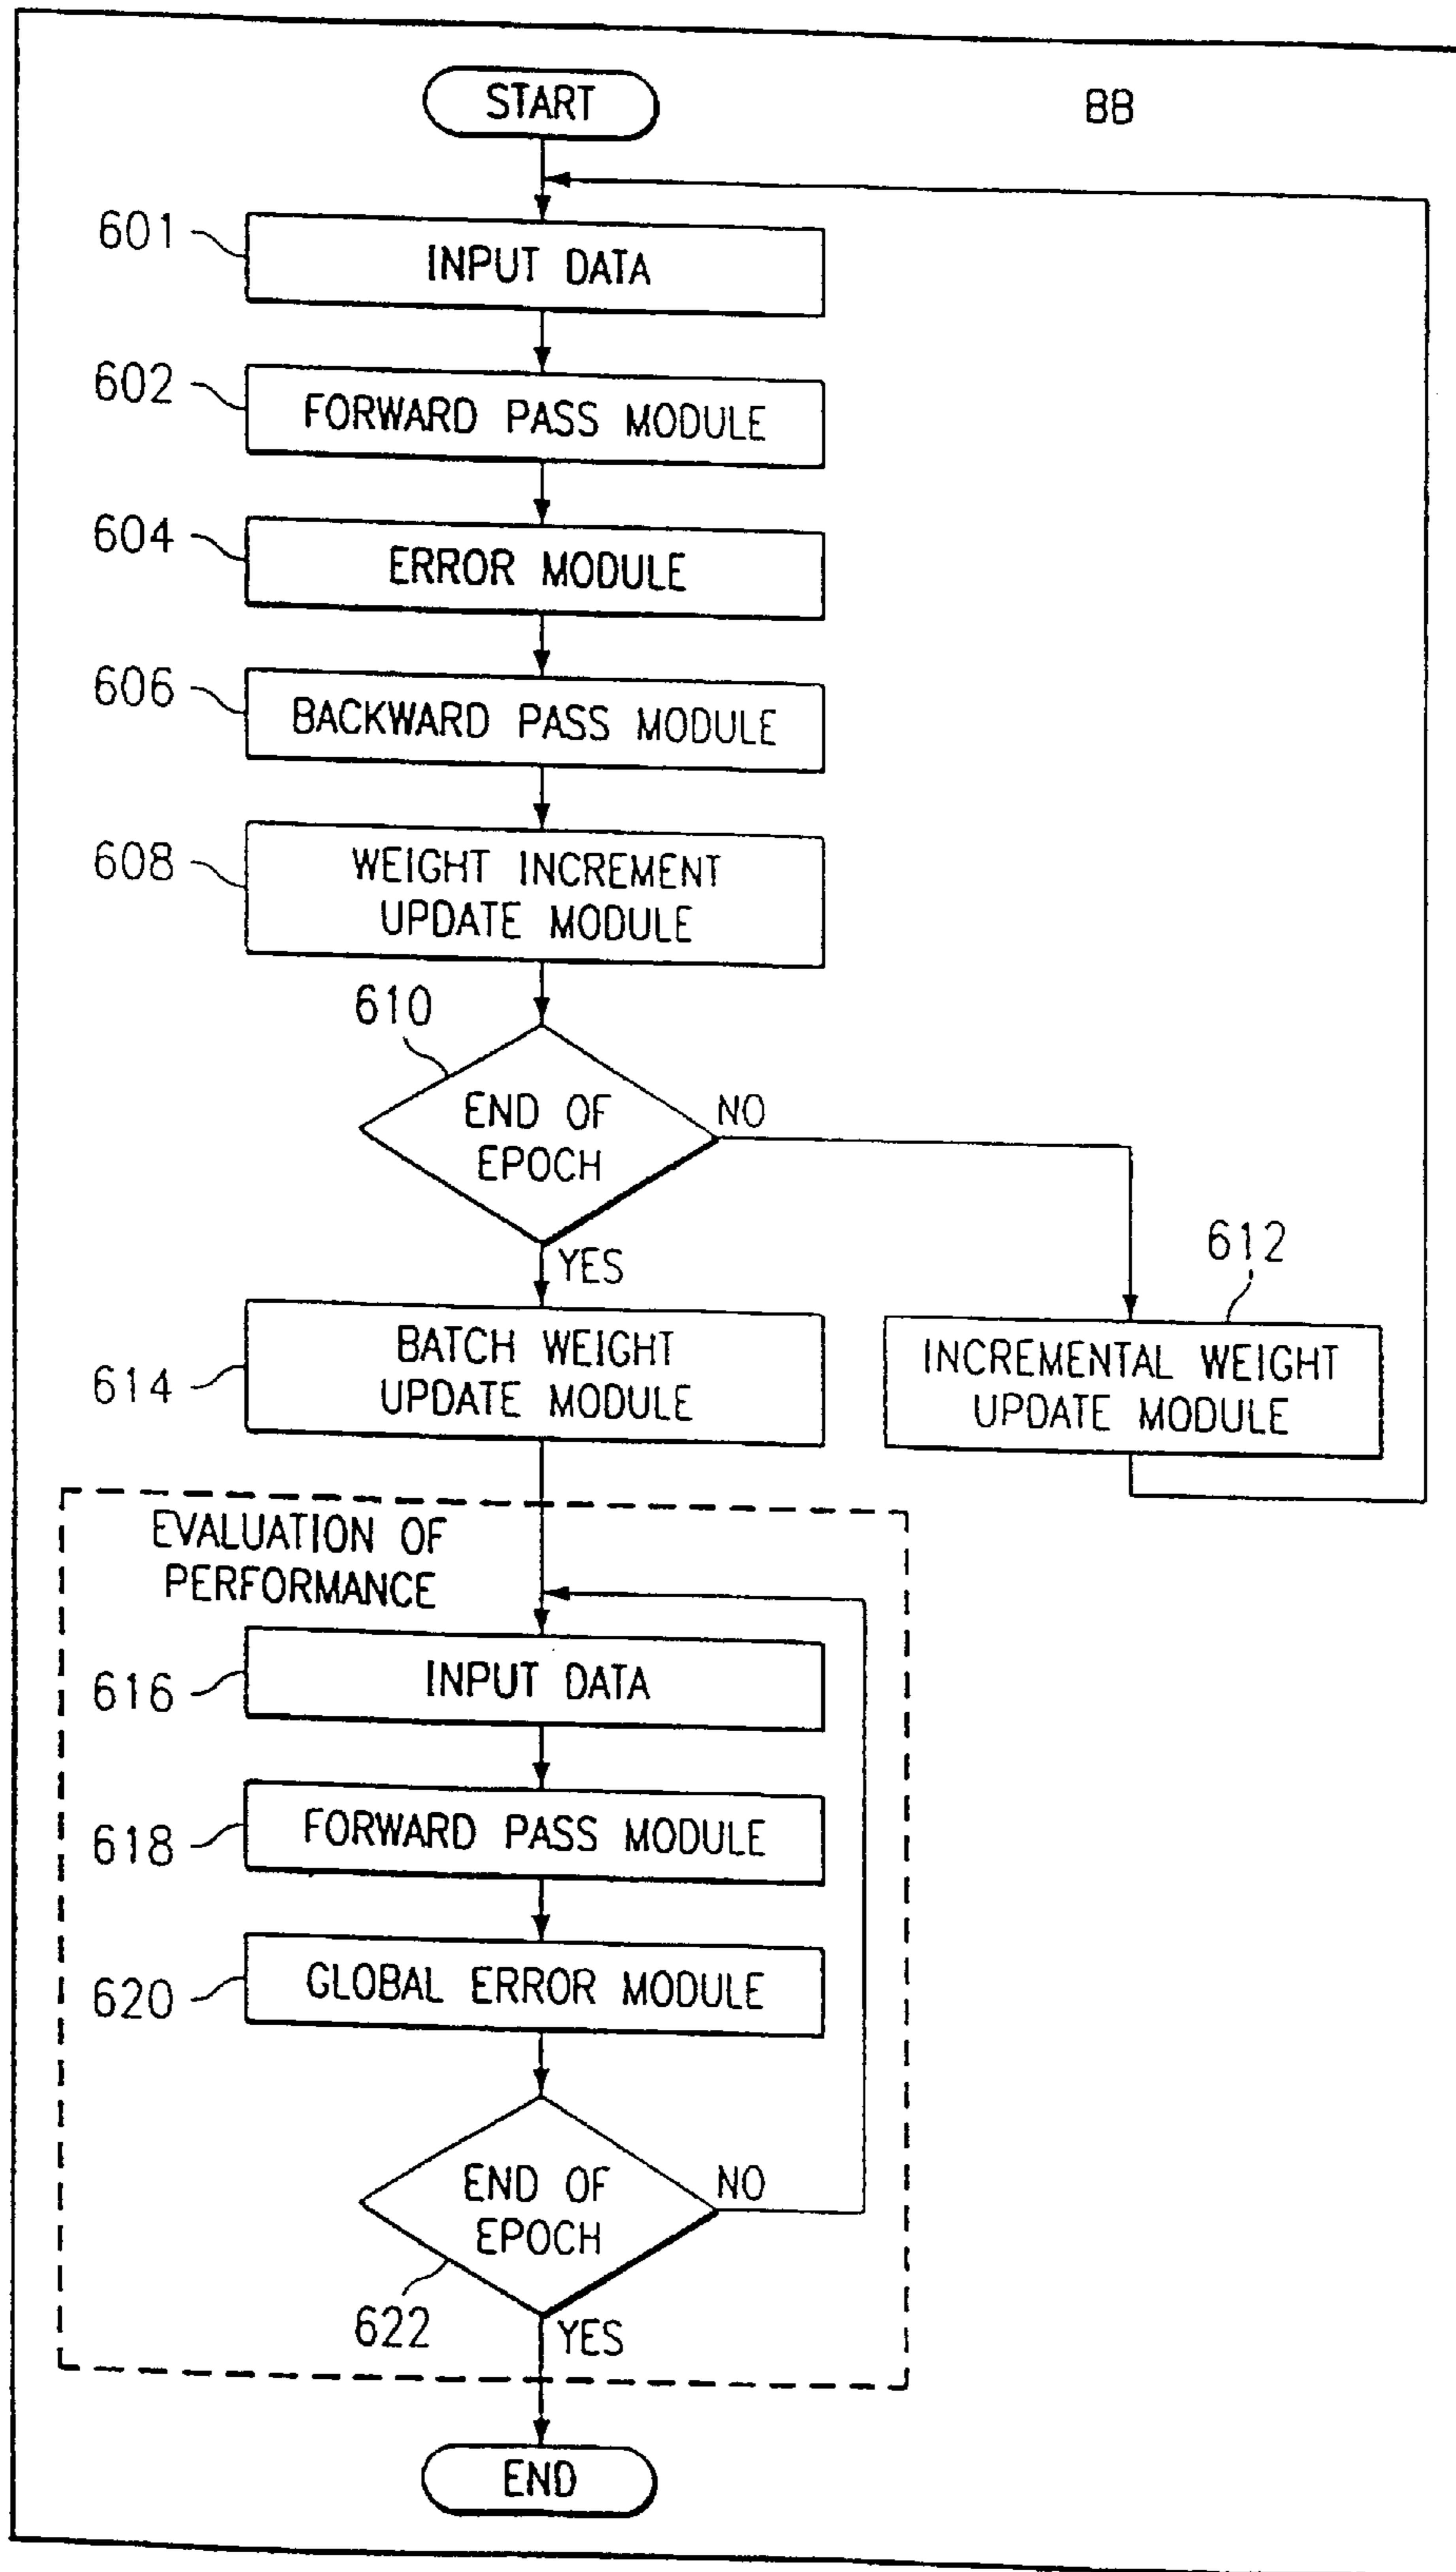 START
88
601
INPUT DATA
602
FORWARD PASS MODULE
604
ERROR MODULE
606
BACKWARD PASS MODULE
608
WEIGHT INCREMENT
UPDATE MODULE
610
END OF
EPOCH
NO
YES
612
INCREMENTAL WEIGHT
UPDATE MODULE
614
BATCH WEIGHT
UPDATE MODULE
EVALUATION OF
PERFORMANCE
616
INPUT DATA
618
FORWARD PASS MODULE
620
GLOBAL ERROR MODULE
END OF
EPOCH
NO
622
YES
END